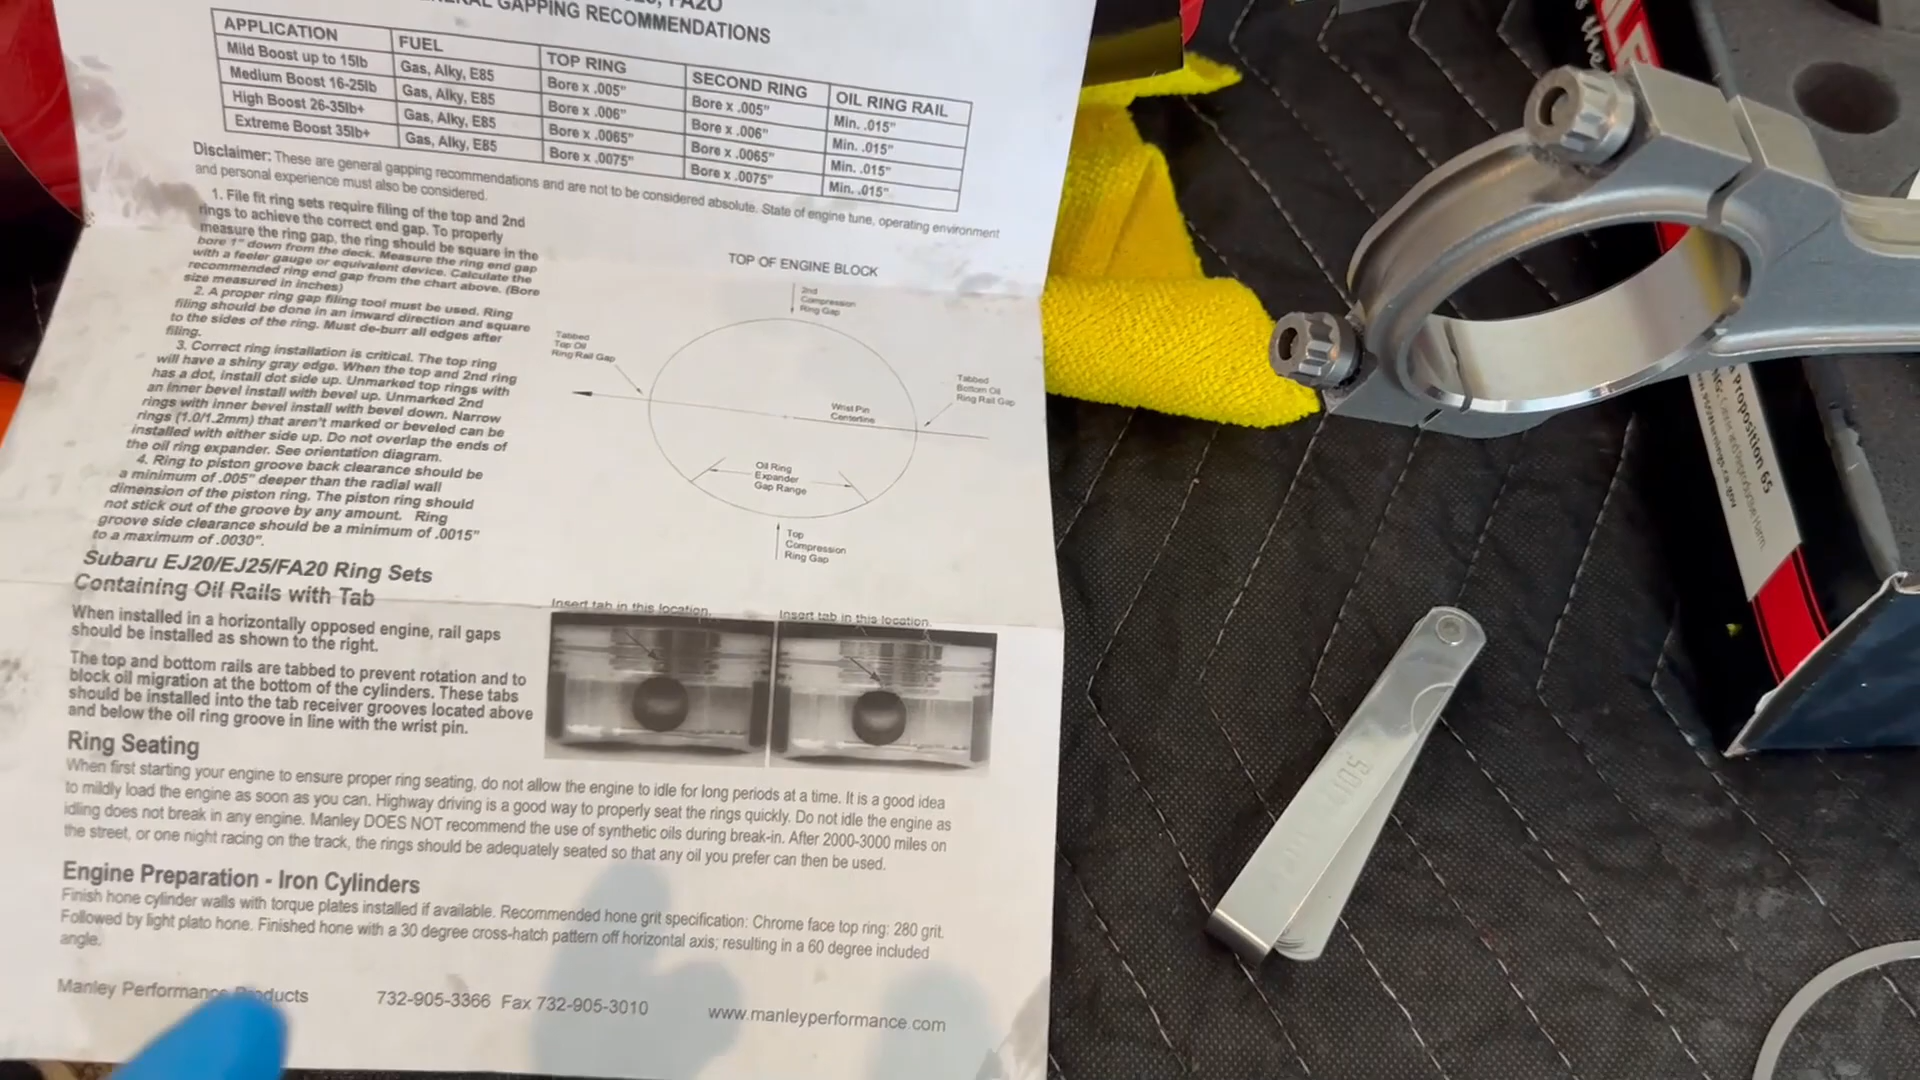 GAPPING RECOMMENDATIONS
APPLICATION FUEL TOP RING SECOND RING OIL RING RAIL
Mild Boost up to 15lb Gas, Alky, E85 Bore x .005" Bore x .005" Min. .015"
Medium Boost 16-25lb Gas, Alky, E85 Bore x .006" Bore x .006" Min. .015"
High Boost 26-35lb+ Gas, Alky, E85 Bore x .0065" Bore x .0065" Min. .015"
Extreme Boost 35lb+ Gas, Alky, E85 Bore x .0075" Bore x .0075" Min. .015"
Disclaimer: These are general gapping recommendations and are not to be considered absolute. State of engine tune, operating environment
and personal experience must also be considered.
1. File fit ring sets require filing of the top and 2nd
rings to achieve the correct end gap. To properly
measure the ring gap, the ring should be square in the
bore 1" down from the deck. Measure the ring end gap
with a feeler gauge or equivalent device. Calculate the
recommended ring end gap from the chart above. (Bore
size measured in inches)
2. A proper ring gap filing tool must be used. Ring
filing should be done in an inward direction and square
to the sides of the ring. Must de-burr all edges after
filing.
3. Correct ring installation is critical. The top ring
will have a shiny gray edge. When the top and 2nd ring
has a dot, install dot side up. Unmarked top rings with
an inner bevel install with bevel up. Unmarked 2nd
rings with inner bevel install with bevel down. Narrow
rings (1.0/1.2mm) that aren't marked or beveled can be
installed with either side up. Do not overlap the ends of
the oil ring expander. See orientation diagram.
4. Ring to piston groove back clearance should be
a minimum of .005" deeper than the radial wall
dimension of the piston ring. The piston ring should
not stick out of the groove by any amount. Ring
groove side clearance should be a minimum of .0015"
to a maximum of .0030".
TOP OF ENGINE BLOCK
2nd
Compression
Ring Gap
Tabbed
Top Oil
Ring Rail Gap
Tabbed
Bottom Oil
Ring Rail Gap
Wrist Pin
Centerline
Oil Ring
Expander
Gap Range
Top
Compression
Ring Gap
Subaru EJ20/EJ25/FA20 Ring Sets
Containing Oil Rails with Tab
When installed in a horizontally opposed engine, rail gaps
should be installed as shown to the right.
The top and bottom rails are tabbed to prevent rotation and to
block oil migration at the bottom of the cylinders. These tabs
should be installed into the tab receiver grooves located above
and below the oil ring groove in line with the wrist pin.
Insert tab in this location.
Insert tab in this location.
Ring Seating
When first starting your engine to ensure proper ring seating, do not allow the engine to idle for long periods at a time. It is a good idea
to mildly load the engine as soon as you can. Highway driving is a good way to properly seat the rings quickly. Do not idle the engine as
idling does not break in any engine. Manley DOES NOT recommend the use of synthetic oils during break-in. After 2000-3000 miles on
the street, or one night racing on the track, the rings should be adequately seated so that any oil you prefer can then be used.
Engine Preparation - Iron Cylinders
Finish hone cylinder walls with torque plates installed if available. Recommended hone grit specification: Chrome face top ring: 280 grit.
Followed by light plato hone. Finished hone with a 30 degree cross-hatch pattern off horizontal axis; resulting in a 60 degree included
angle.
Manley Performance Products 732-905-3366 Fax 732-905-3010 www.manleyperformance.com
Proposition 65